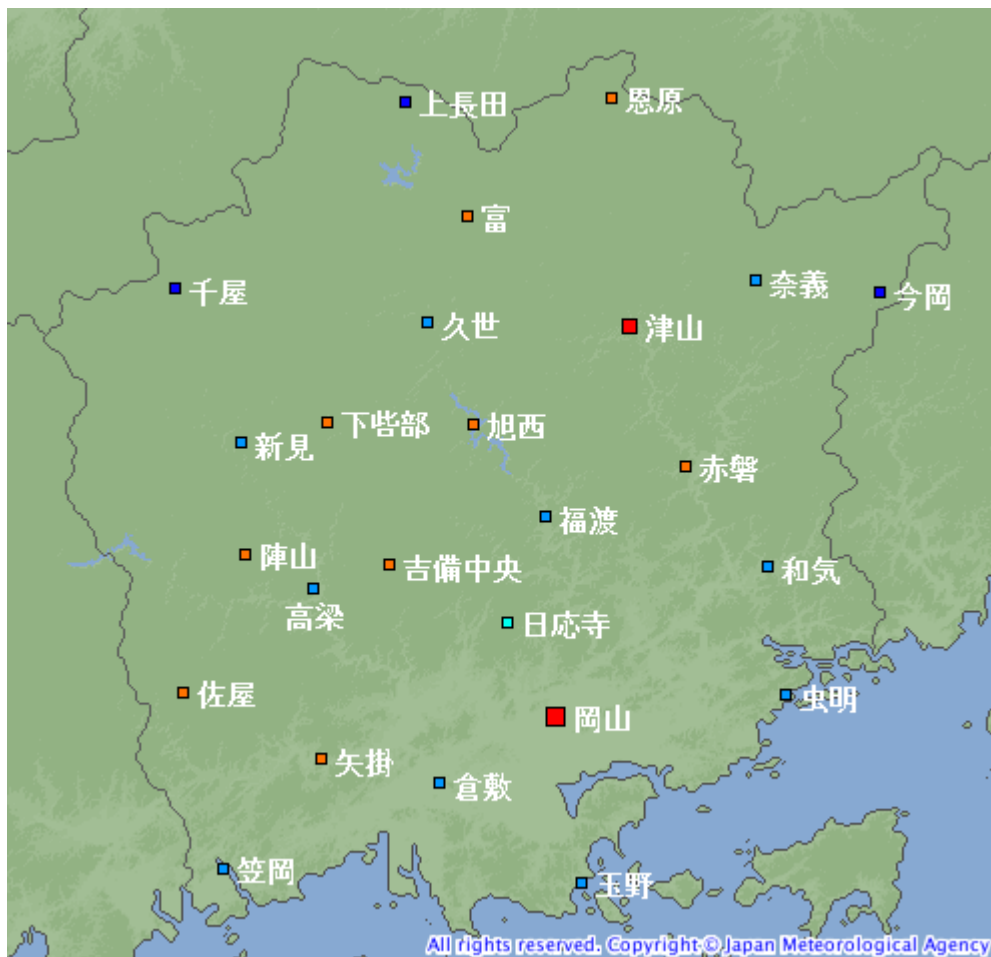 上長田
恩原
富
千屋
奈義
今岡
久世
津山
下呰部
旭西
新見
赤磐
福渡
陣山
吉備中央
和気
高梁
日応寺
佐屋
虫明
岡山
矢掛
倉敷
笠岡
玉野
All rights reserved. Copyright © Japan Meteorological Agency